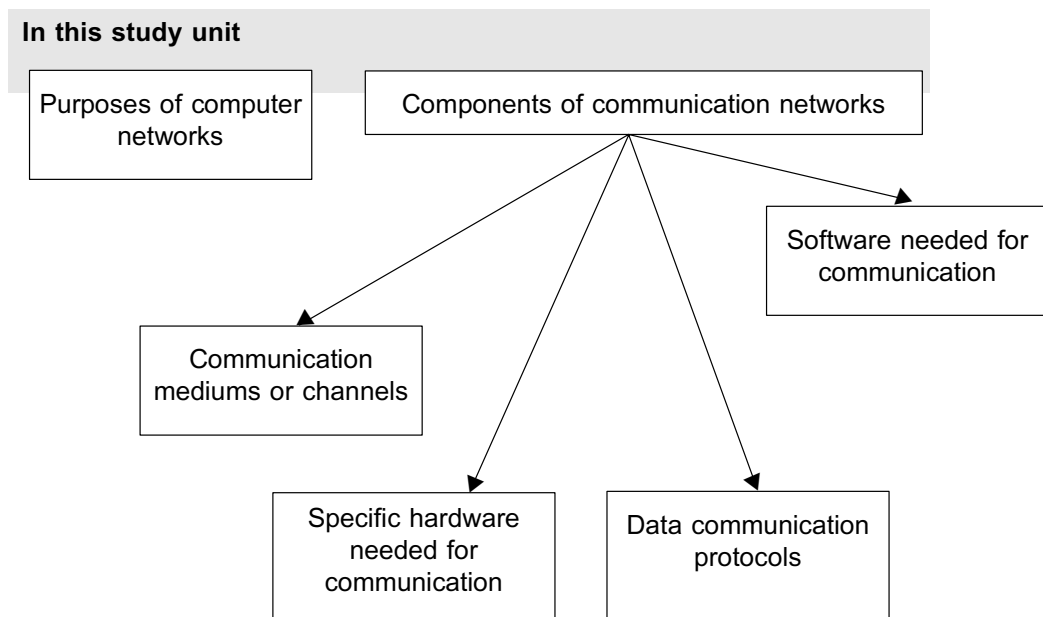 In this study unit
Purposes of computer
networks
Components of communication networks
Software needed for
communication
Communication
mediums or channels
Specific hardware
needed for
communication
Data communication
protocols